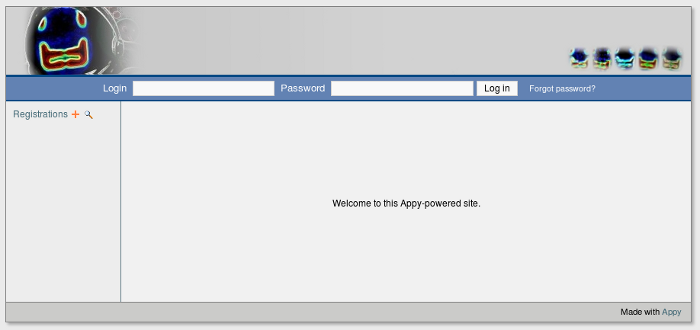 Login Password Log in Forgot password?
Registrations
Welcome to this Appy-powered site.
Made with Appy